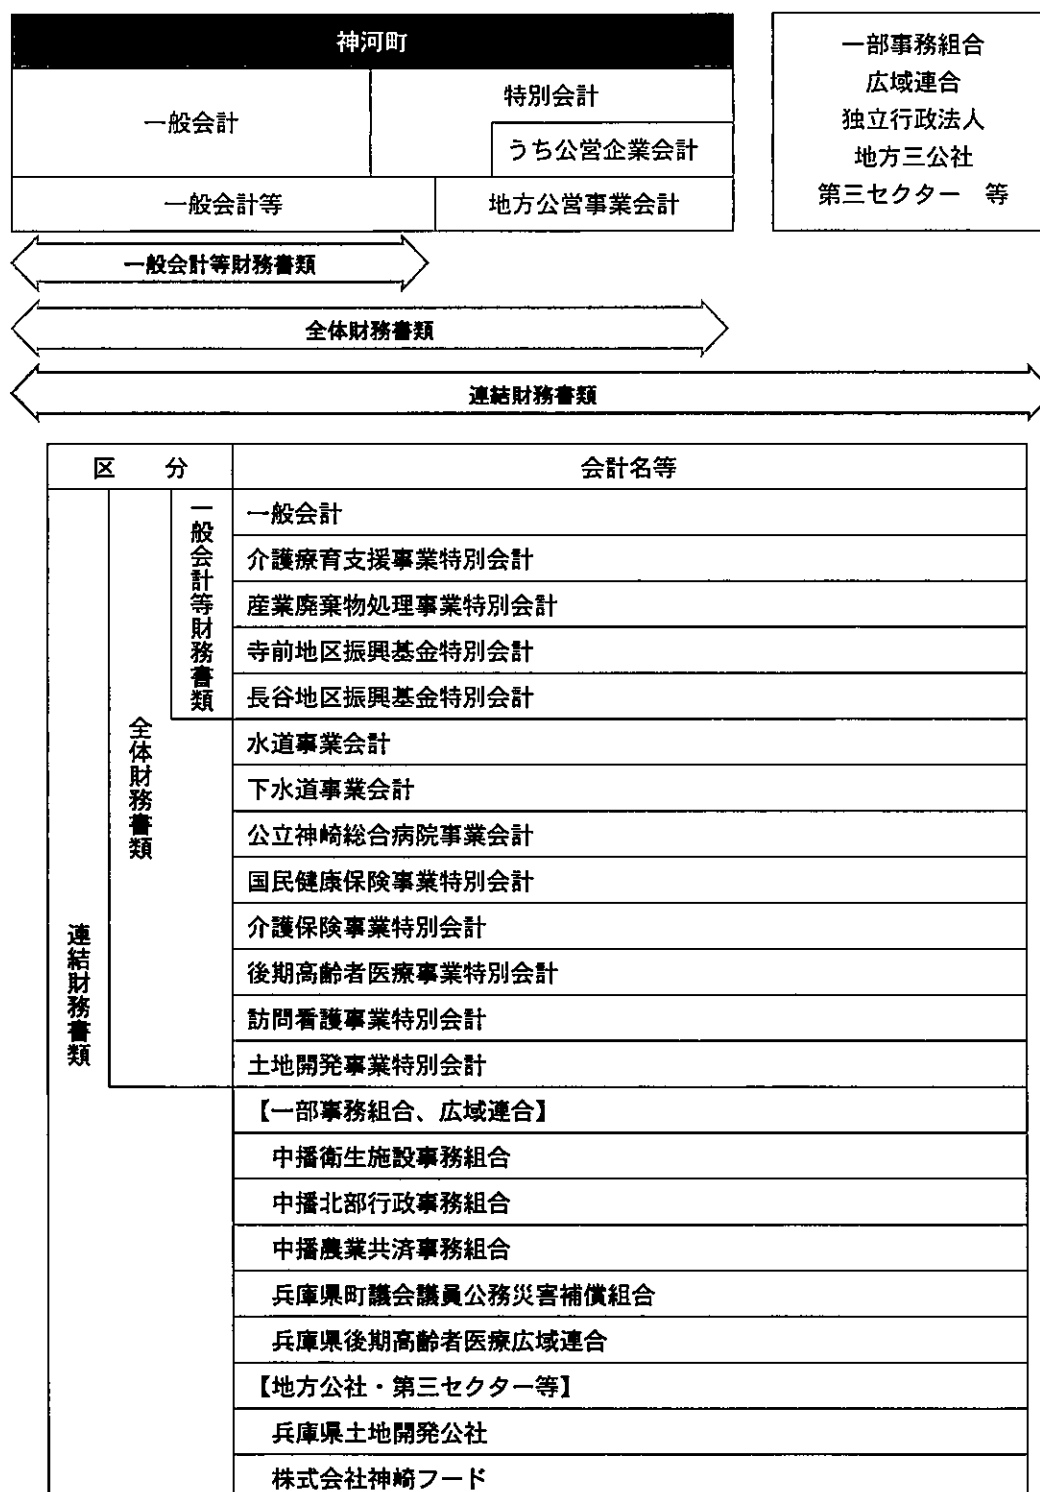 神河町
一般会計
特別会計
うち公営企業会計
一般会計等
地方公営事業会計
一部事務組合
広域連合
独立行政法人
地方三公社
第三セクター 等
一般会計等財務書類
全体財務書類
連結財務書類
区 分
会計名等
連結財務書類
全体財務書類
一般会計等財務書類
一般会計
介護療育支援事業特別会計
産業廃棄物処理事業特別会計
寺前地区振興基金特別会計
長谷地区振興基金特別会計
水道事業会計
下水道事業会計
公立神崎総合病院事業会計
国民健康保険事業特別会計
介護保険事業特別会計
後期高齢者医療事業特別会計
訪問看護事業特別会計
土地開発事業特別会計
【一部事務組合、広域連合】
中播衛生施設事務組合
中播北部行政事務組合
中播農業共済事務組合
兵庫県町議会議員公務災害補償組合
兵庫県後期高齢者医療広域連合
【地方公社・第三セクター等】
兵庫県土地開発公社
株式会社神崎フード